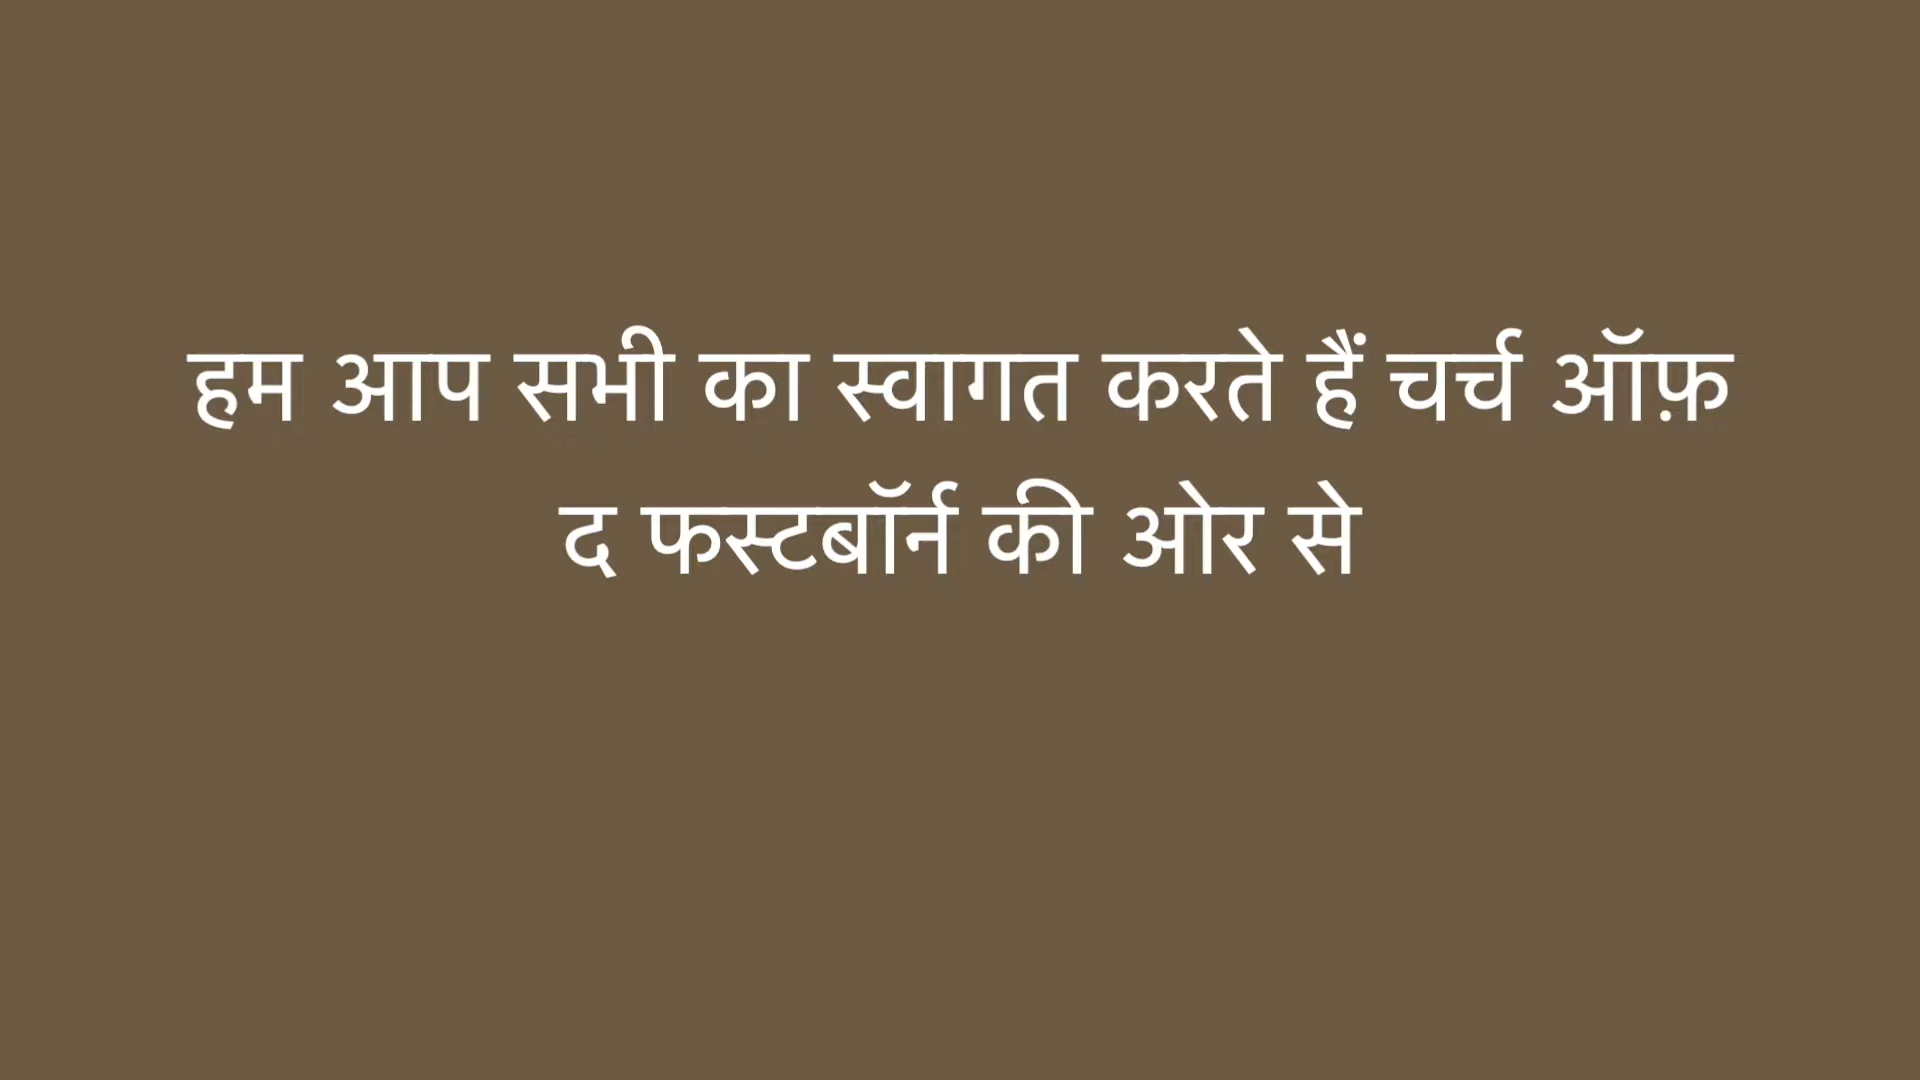 हम आप सभी का स्वागत करते हैं चर्च ऑफ़
द फस्टबॉर्न की ओर से